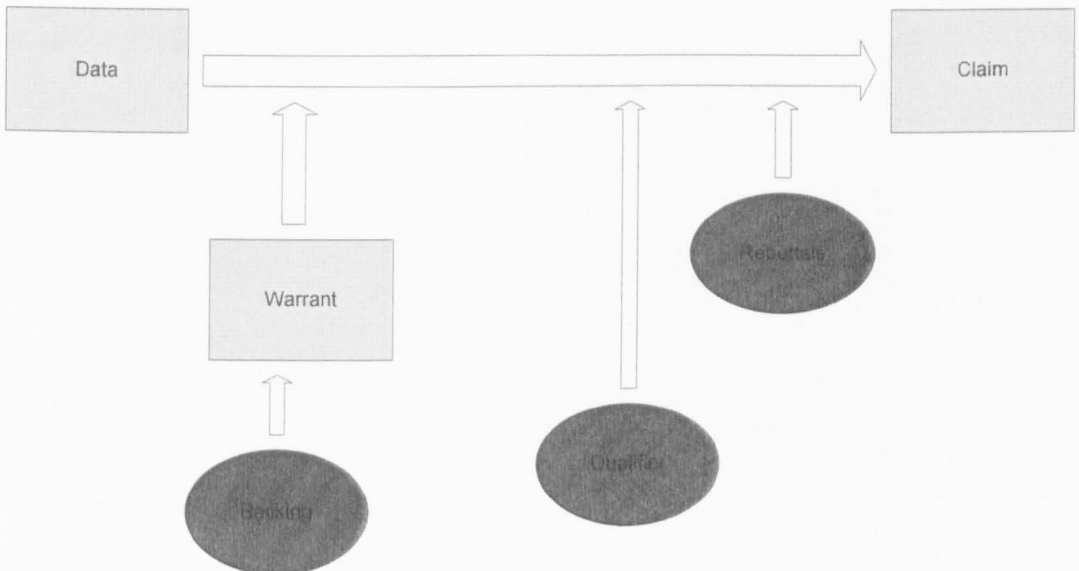 Data
Claim
Rebuttals
Warrant
Qualifier
Backing